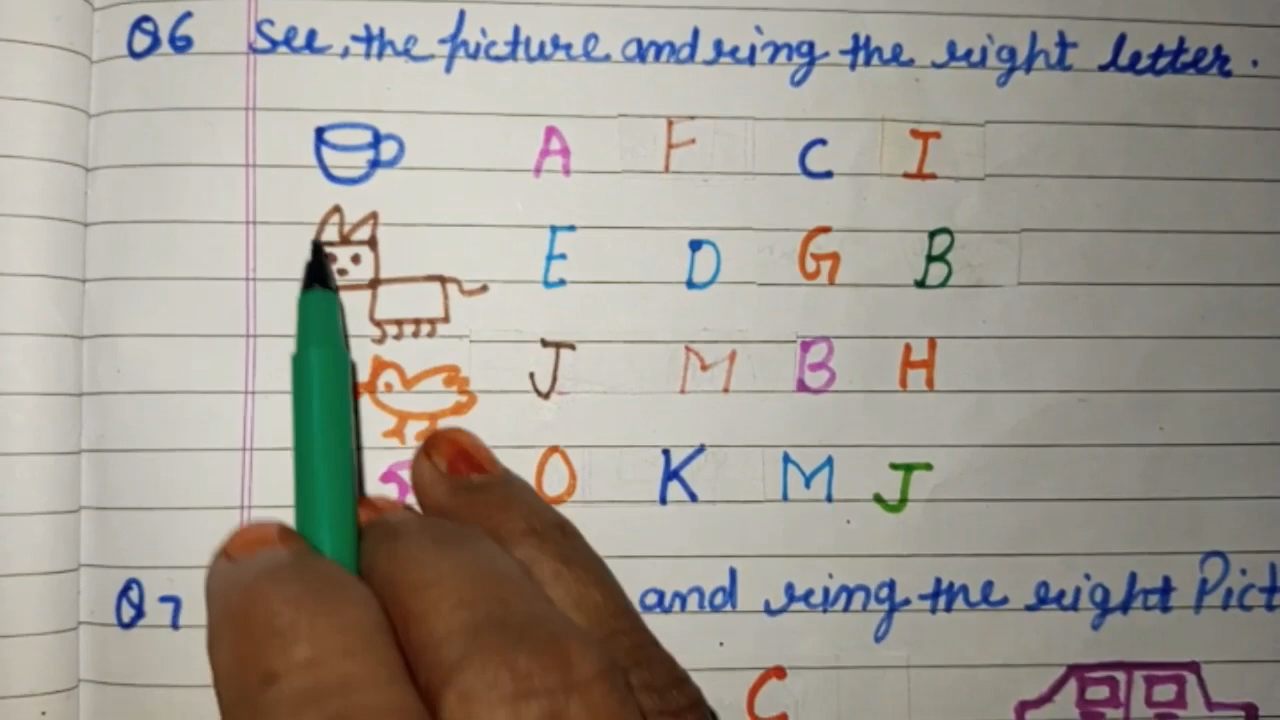 Q6 See, the picture and ring the right letter.
A F C I
E D G B
J M B H
O K M J
Q7 and ring the right Pict
C